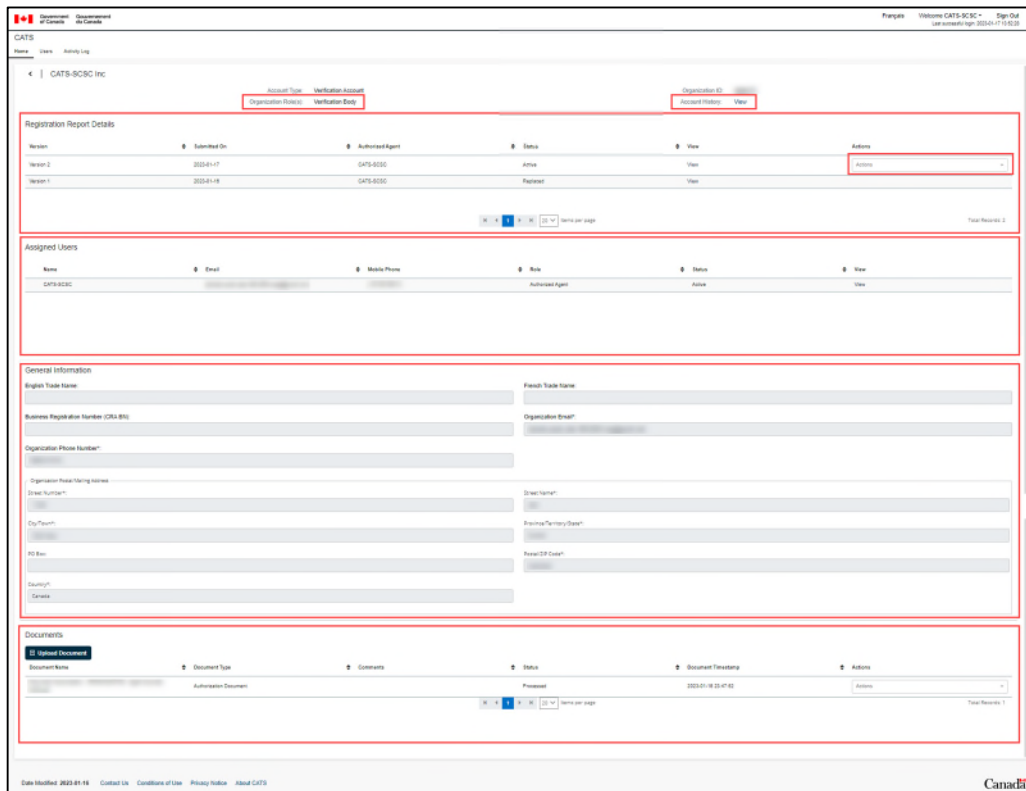 Government of Canada Gouvernement du Canada
Français Welcome CATS-SCSC Sign Out
CATS
Home Users Activity Log
CATS-SCSC Inc
Account Type: Verification Account Organization ID:
Organization Role(s): Verification Body Account History: View
Registration Report Details
Version Submitted On Authorized Agent Status View Actions
Version 2 2023-01-17 CATS-SCSC Active View Actions
Version 1 CATS-SCSC Replaced View
20 items per page Total Records: 2
Assigned Users
Name Email Mobile Phone Role Status View
CATS-SCSC Authorized Agent Active View
General Information
English Trade Name: French Trade Name:
Business Registration Number (CRA BN): Organization Email*:
Organization Phone Number*:
Organization Postal/Mailing Address
Street Number*: Street Name*:
City/Town*: Province/Territory/State*:
PO Box: Postal/ZIP Code*:
Country*:
Canada
Documents
Upload Document
Document Name Document Type Comments Status Document Timestamp Actions
Authorization Document Processed Actions
1 20 items per page Total Records: 1
Date Modified 2023-01-16 Contact Us Conditions of Use Privacy Notice About CATS
Canada